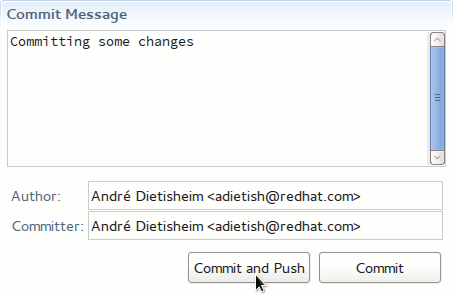 Commit Message
Committing some changes
Author: André Dietisheim <adietish@redhat.com>
Committer: André Dietisheim <adietish@redhat.com>
Commit and Push Commit